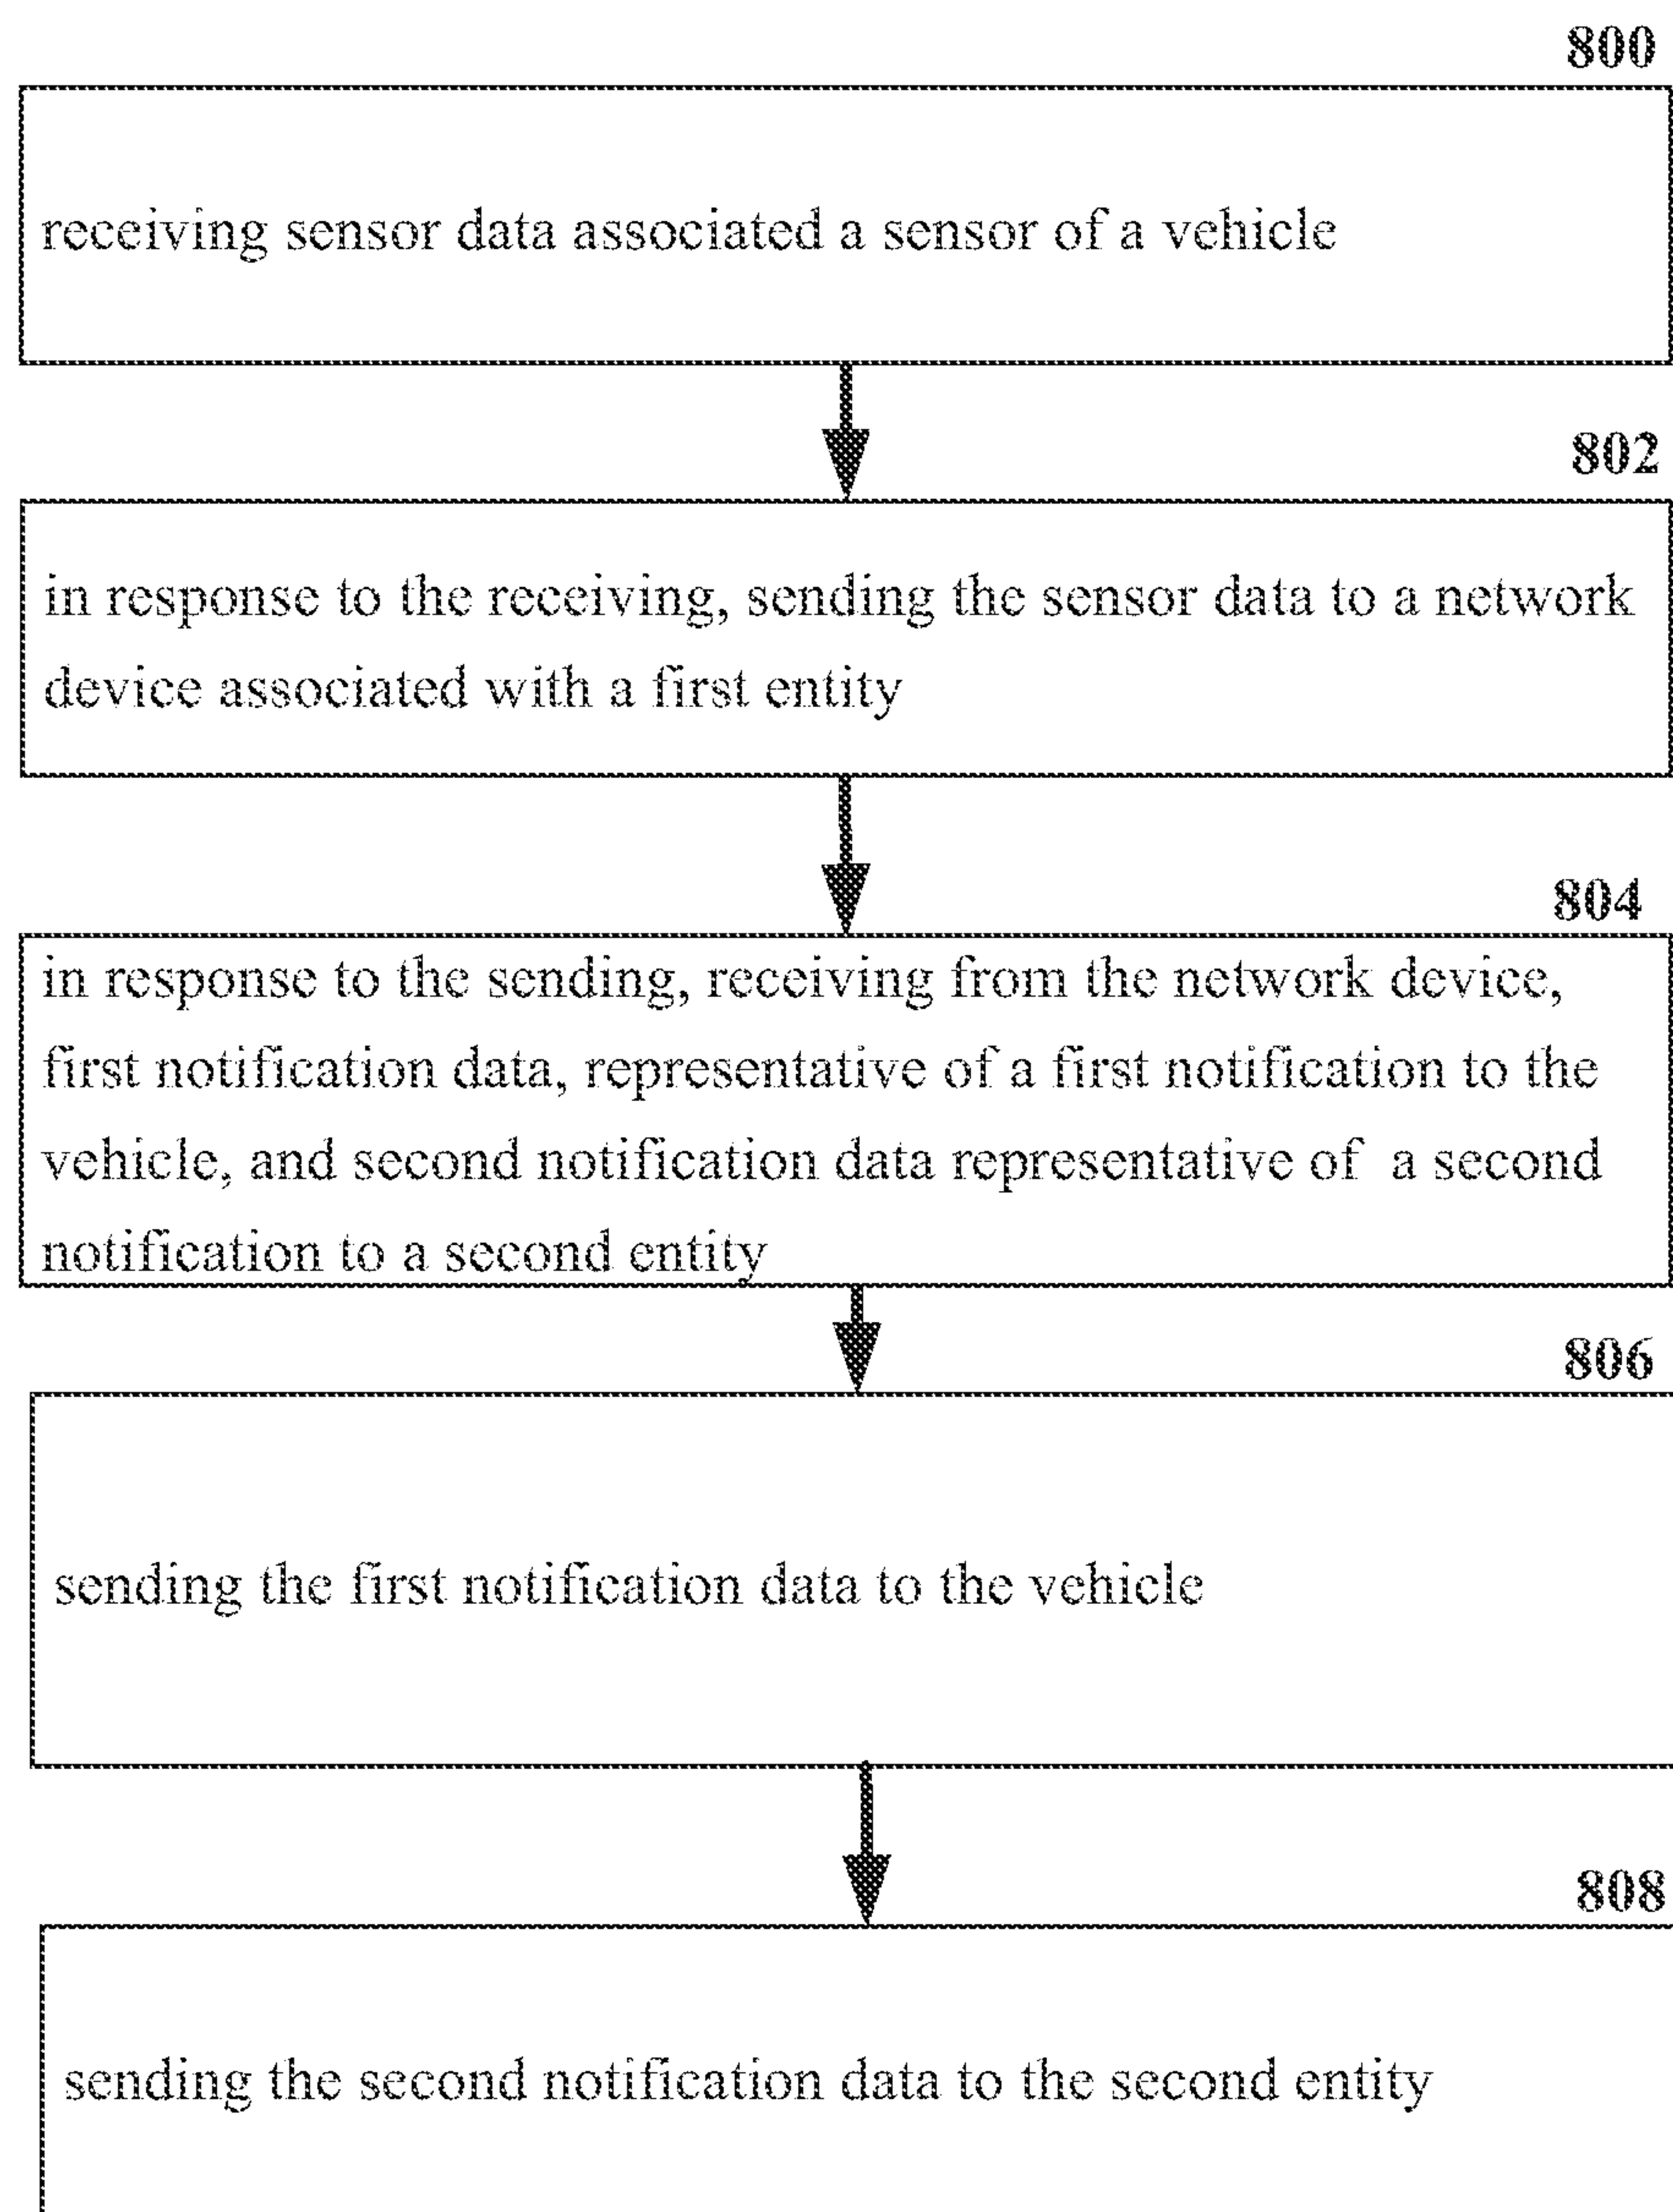 800
receiving sensor data associated a sensor of a vehicle
802
in response to the receiving, sending the sensor data to a network
device associated with a first entity
804
in response to the sending, receiving from the network device,
first notification data, representative of a first notification to the
vehicle, and second notification data representative of a second
notification to a second entity
806
sending the first notification data to the vehicle
808
sending the second notification data to the second entity